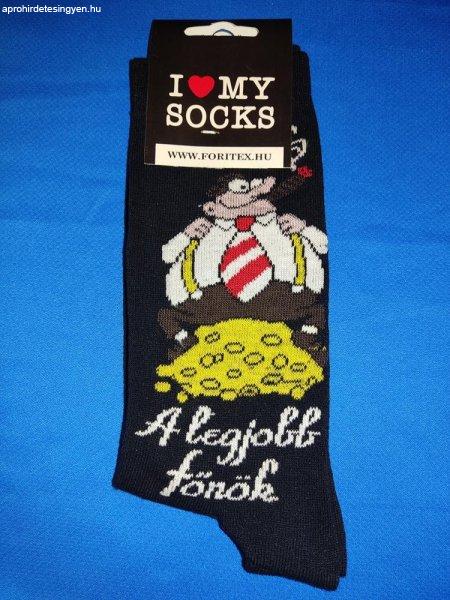 aprohirdetesingyen.hu
I ❤ MY
SOCKS
WWW.FORITEX.HU
A legjobb
főnök